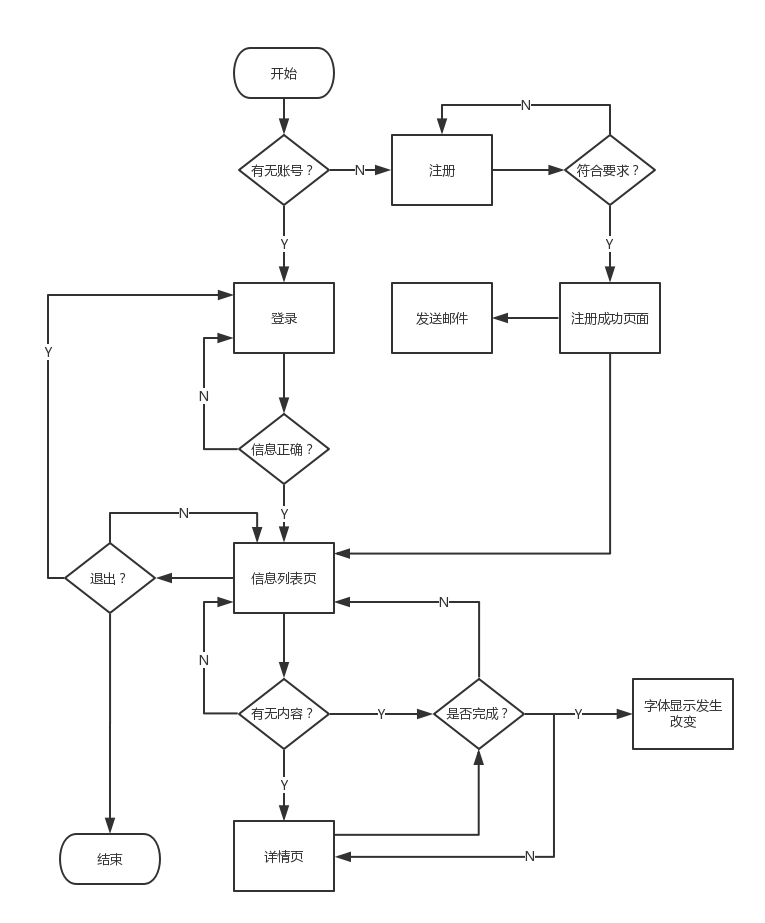 开始
N
有无账号？
N
注册
符合要求？
Y
Y
登录
发送邮件
注册成功页面
Y
N
信息正确？
Y
N
退出？
信息列表页
N
N
有无内容？
Y
是否完成？
Y
字体显示发生
改变
Y
结束
详情页
N